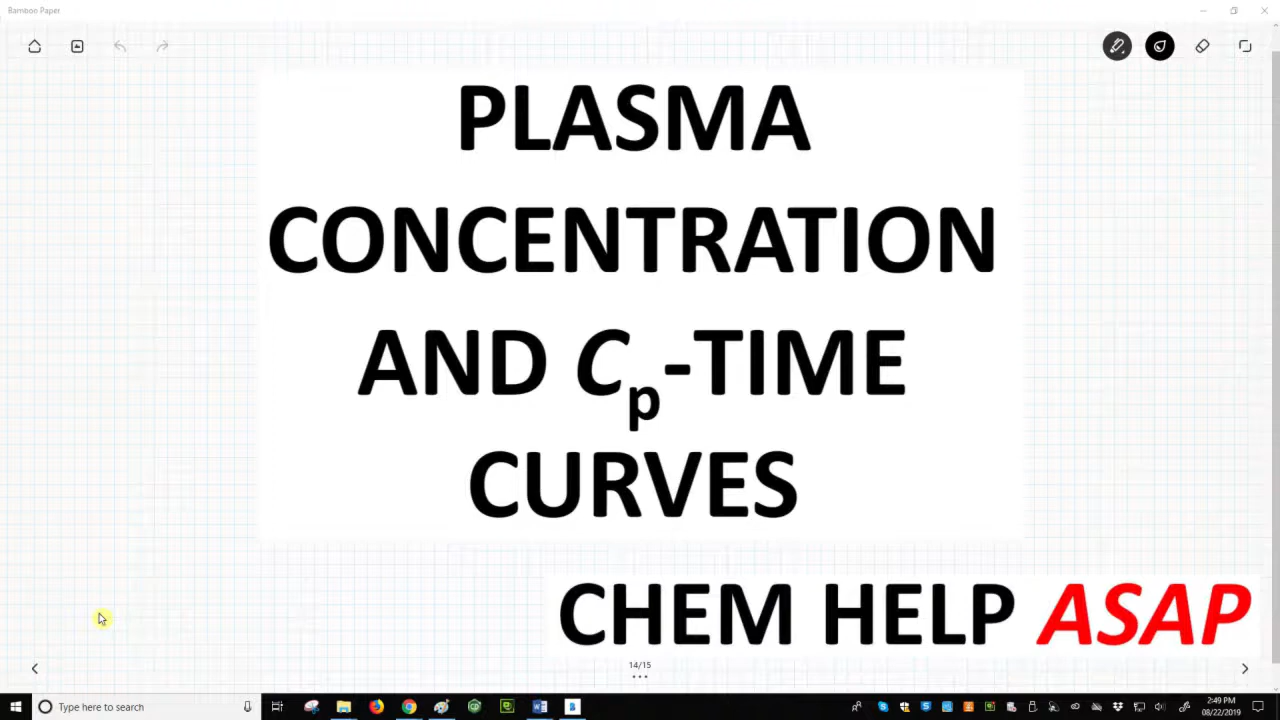 Bamboo Paper
PLASMA
CONCENTRATION
AND Cp-TIME
CURVES
CHEM HELP ASAP
14/15
Type here to search
2:49 PM
08/22/2019